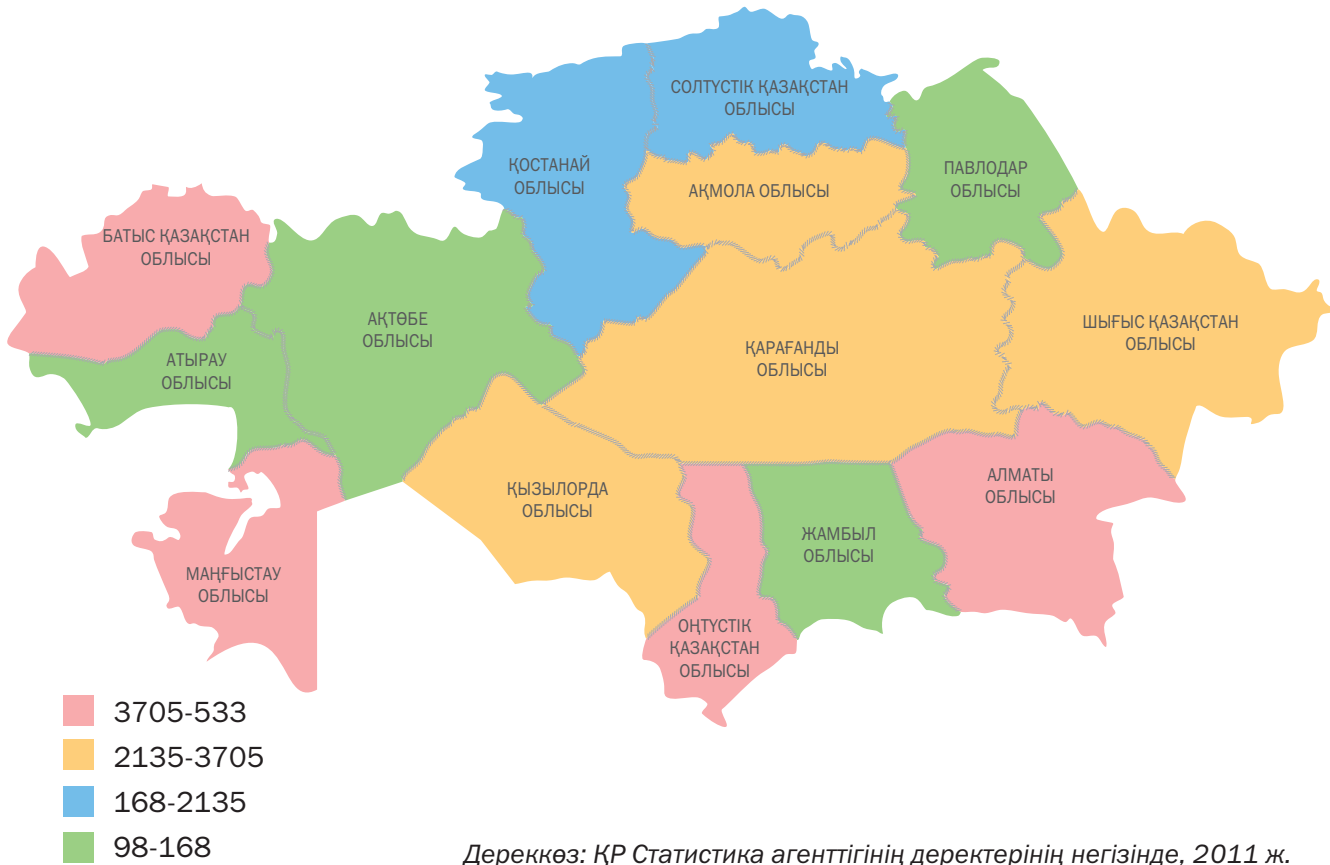 СОЛТҮСТІК ҚАЗАҚСТАН
ОБЛЫСЫ
ҚОСТАНАЙ
ОБЛЫСЫ
АҚМОЛА ОБЛЫСЫ
ПАВЛОДАР
ОБЛЫСЫ
БАТЫС ҚАЗАҚСТАН
ОБЛЫСЫ
АҚТӨБЕ
ОБЛЫСЫ
ШЫҒЫС ҚАЗАҚСТАН
ОБЛЫСЫ
ҚАРАҒАНДЫ
ОБЛЫСЫ
АТЫРАУ
ОБЛЫСЫ
АЛМАТЫ
ОБЛЫСЫ
ҚЫЗЫЛОРДА
ОБЛЫСЫ
ЖАМБЫЛ
ОБЛЫСЫ
МАҢҒЫСТАУ
ОБЛЫСЫ
ОҢТҮСТІК
ҚАЗАҚСТАН
ОБЛЫСЫ
3705-533
2135-3705
168-2135
98-168
Дереккөз: ҚР Статистика агенттігінің деректерінің негізінде, 2011 ж.